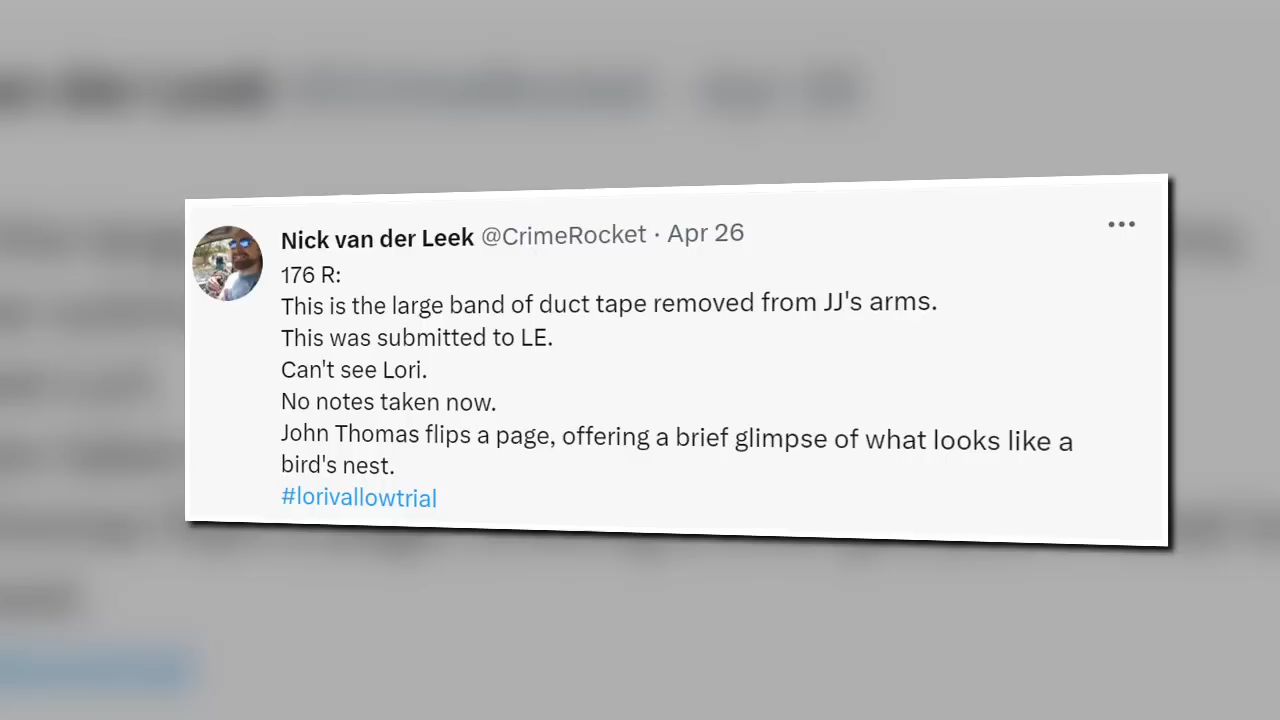 Nick van der Leek @CrimeRocket · Apr 26
176 R:
This is the large band of duct tape removed from JJ's arms.
This was submitted to LE.
Can't see Lori.
No notes taken now.
John Thomas flips a page, offering a brief glimpse of what looks like a
bird's nest.
#lorivallowtrial